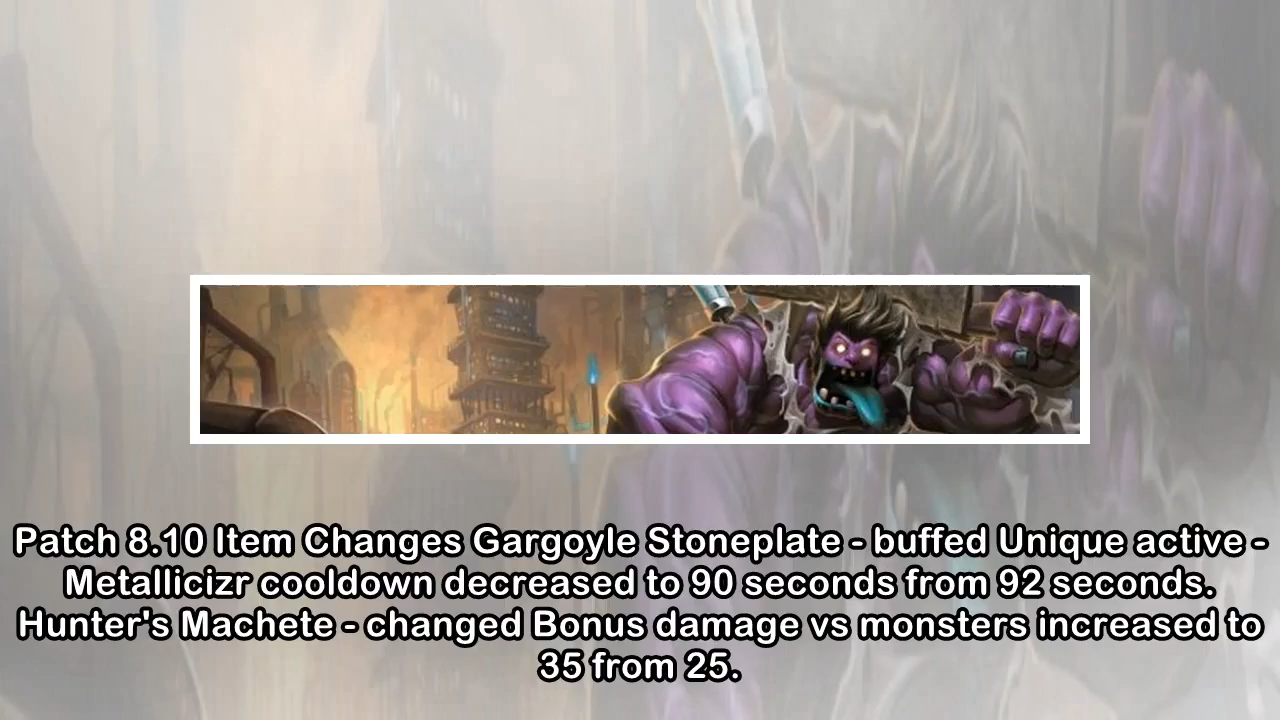 Patch 8.10 Item Changes Gargoyle Stoneplate - buffed Unique active -
Metallicizr cooldown decreased to 90 seconds from 92 seconds.
Hunter's Machete - changed Bonus damage vs monsters increased to
35 from 25.